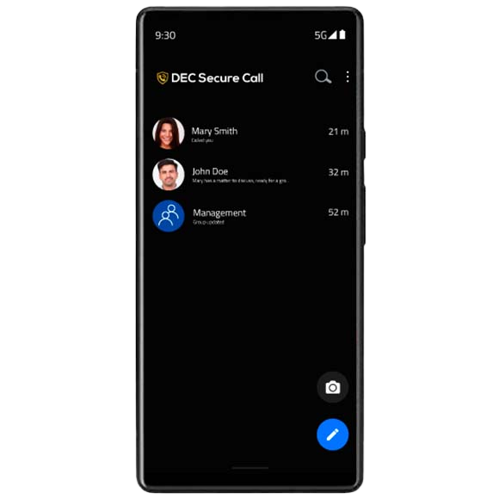 9:30 5G
DEC Secure Call
Mary Smith 21 m
Called you
John Doe 32 m
Mary has a matter to discuss, ready for a gro...
Management 52 m
Group updated